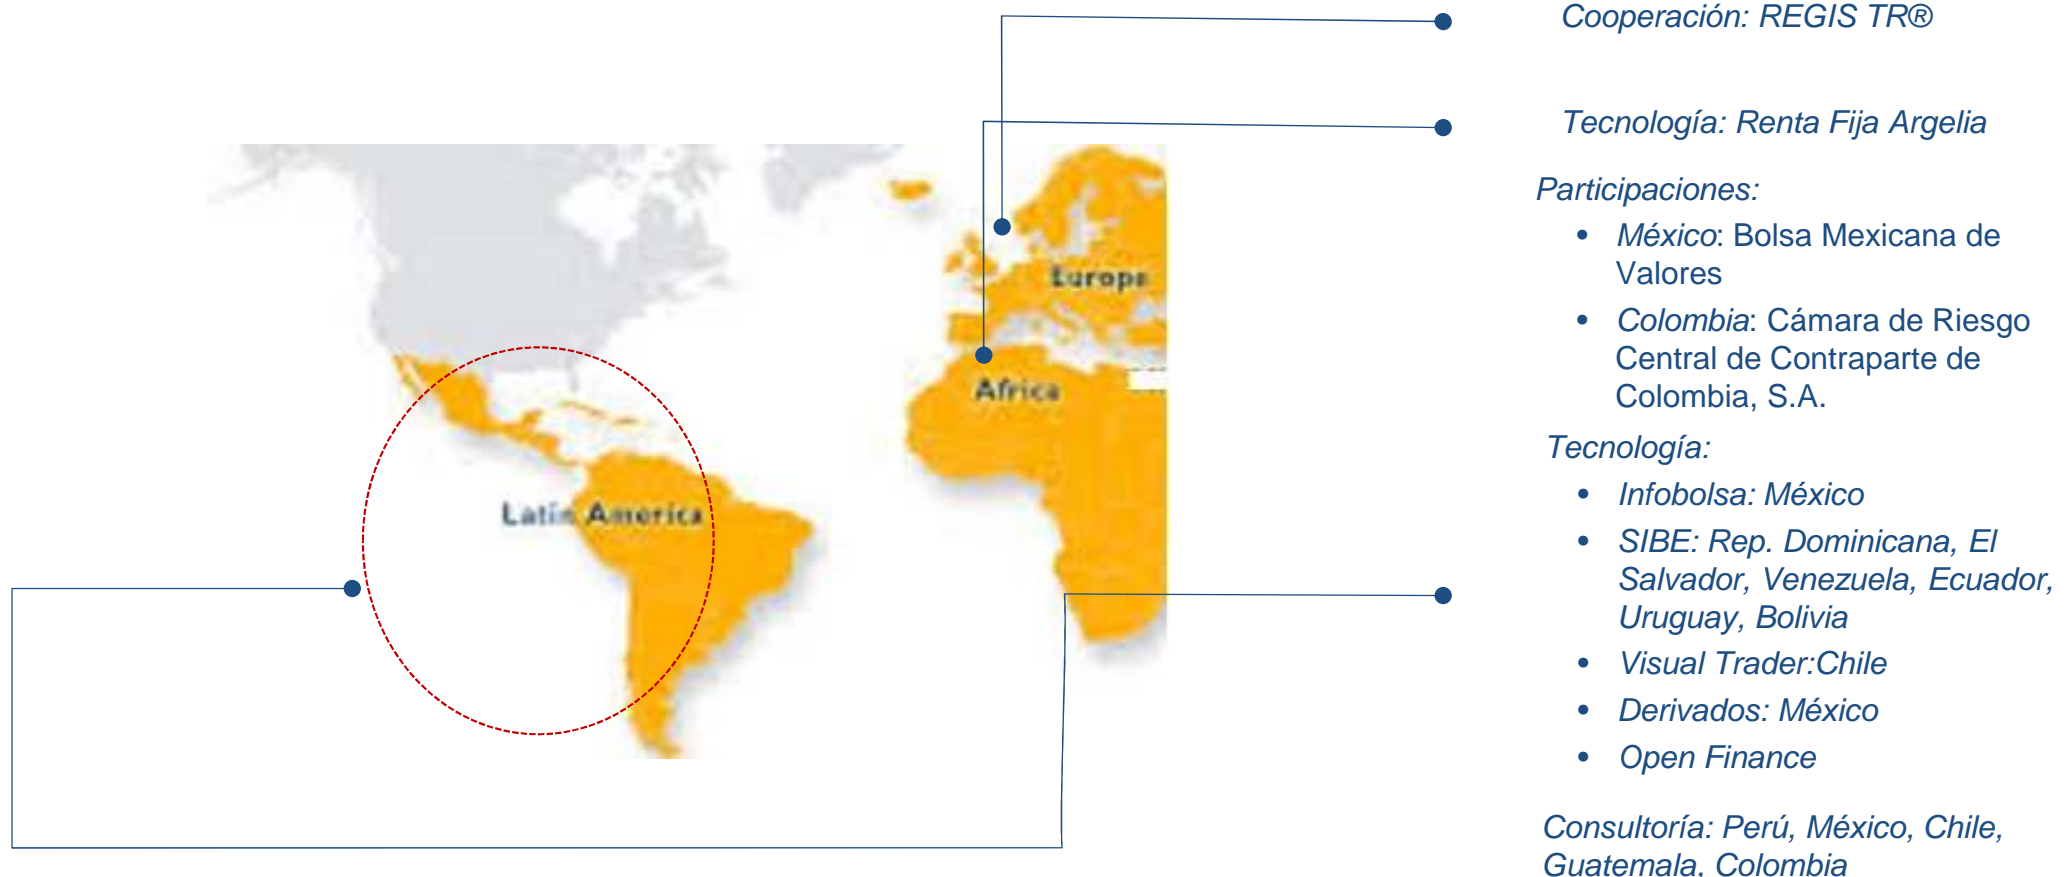 Cooperación: REGIS TR®
Tecnología: Renta Fija Argelia
Participaciones:
• México: Bolsa Mexicana de
Valores
• Colombia: Cámara de Riesgo
Central de Contraparte de
Colombia, S.A.
Tecnología:
• Infobolsa: México
• SIBE: Rep. Dominicana, El
Salvador, Venezuela, Ecuador,
Uruguay, Bolivia
• Visual Trader:Chile
• Derivados: México
• Open Finance
Consultoría: Perú, México, Chile,
Guatemala, Colombia
Europe
Africa
Latin America